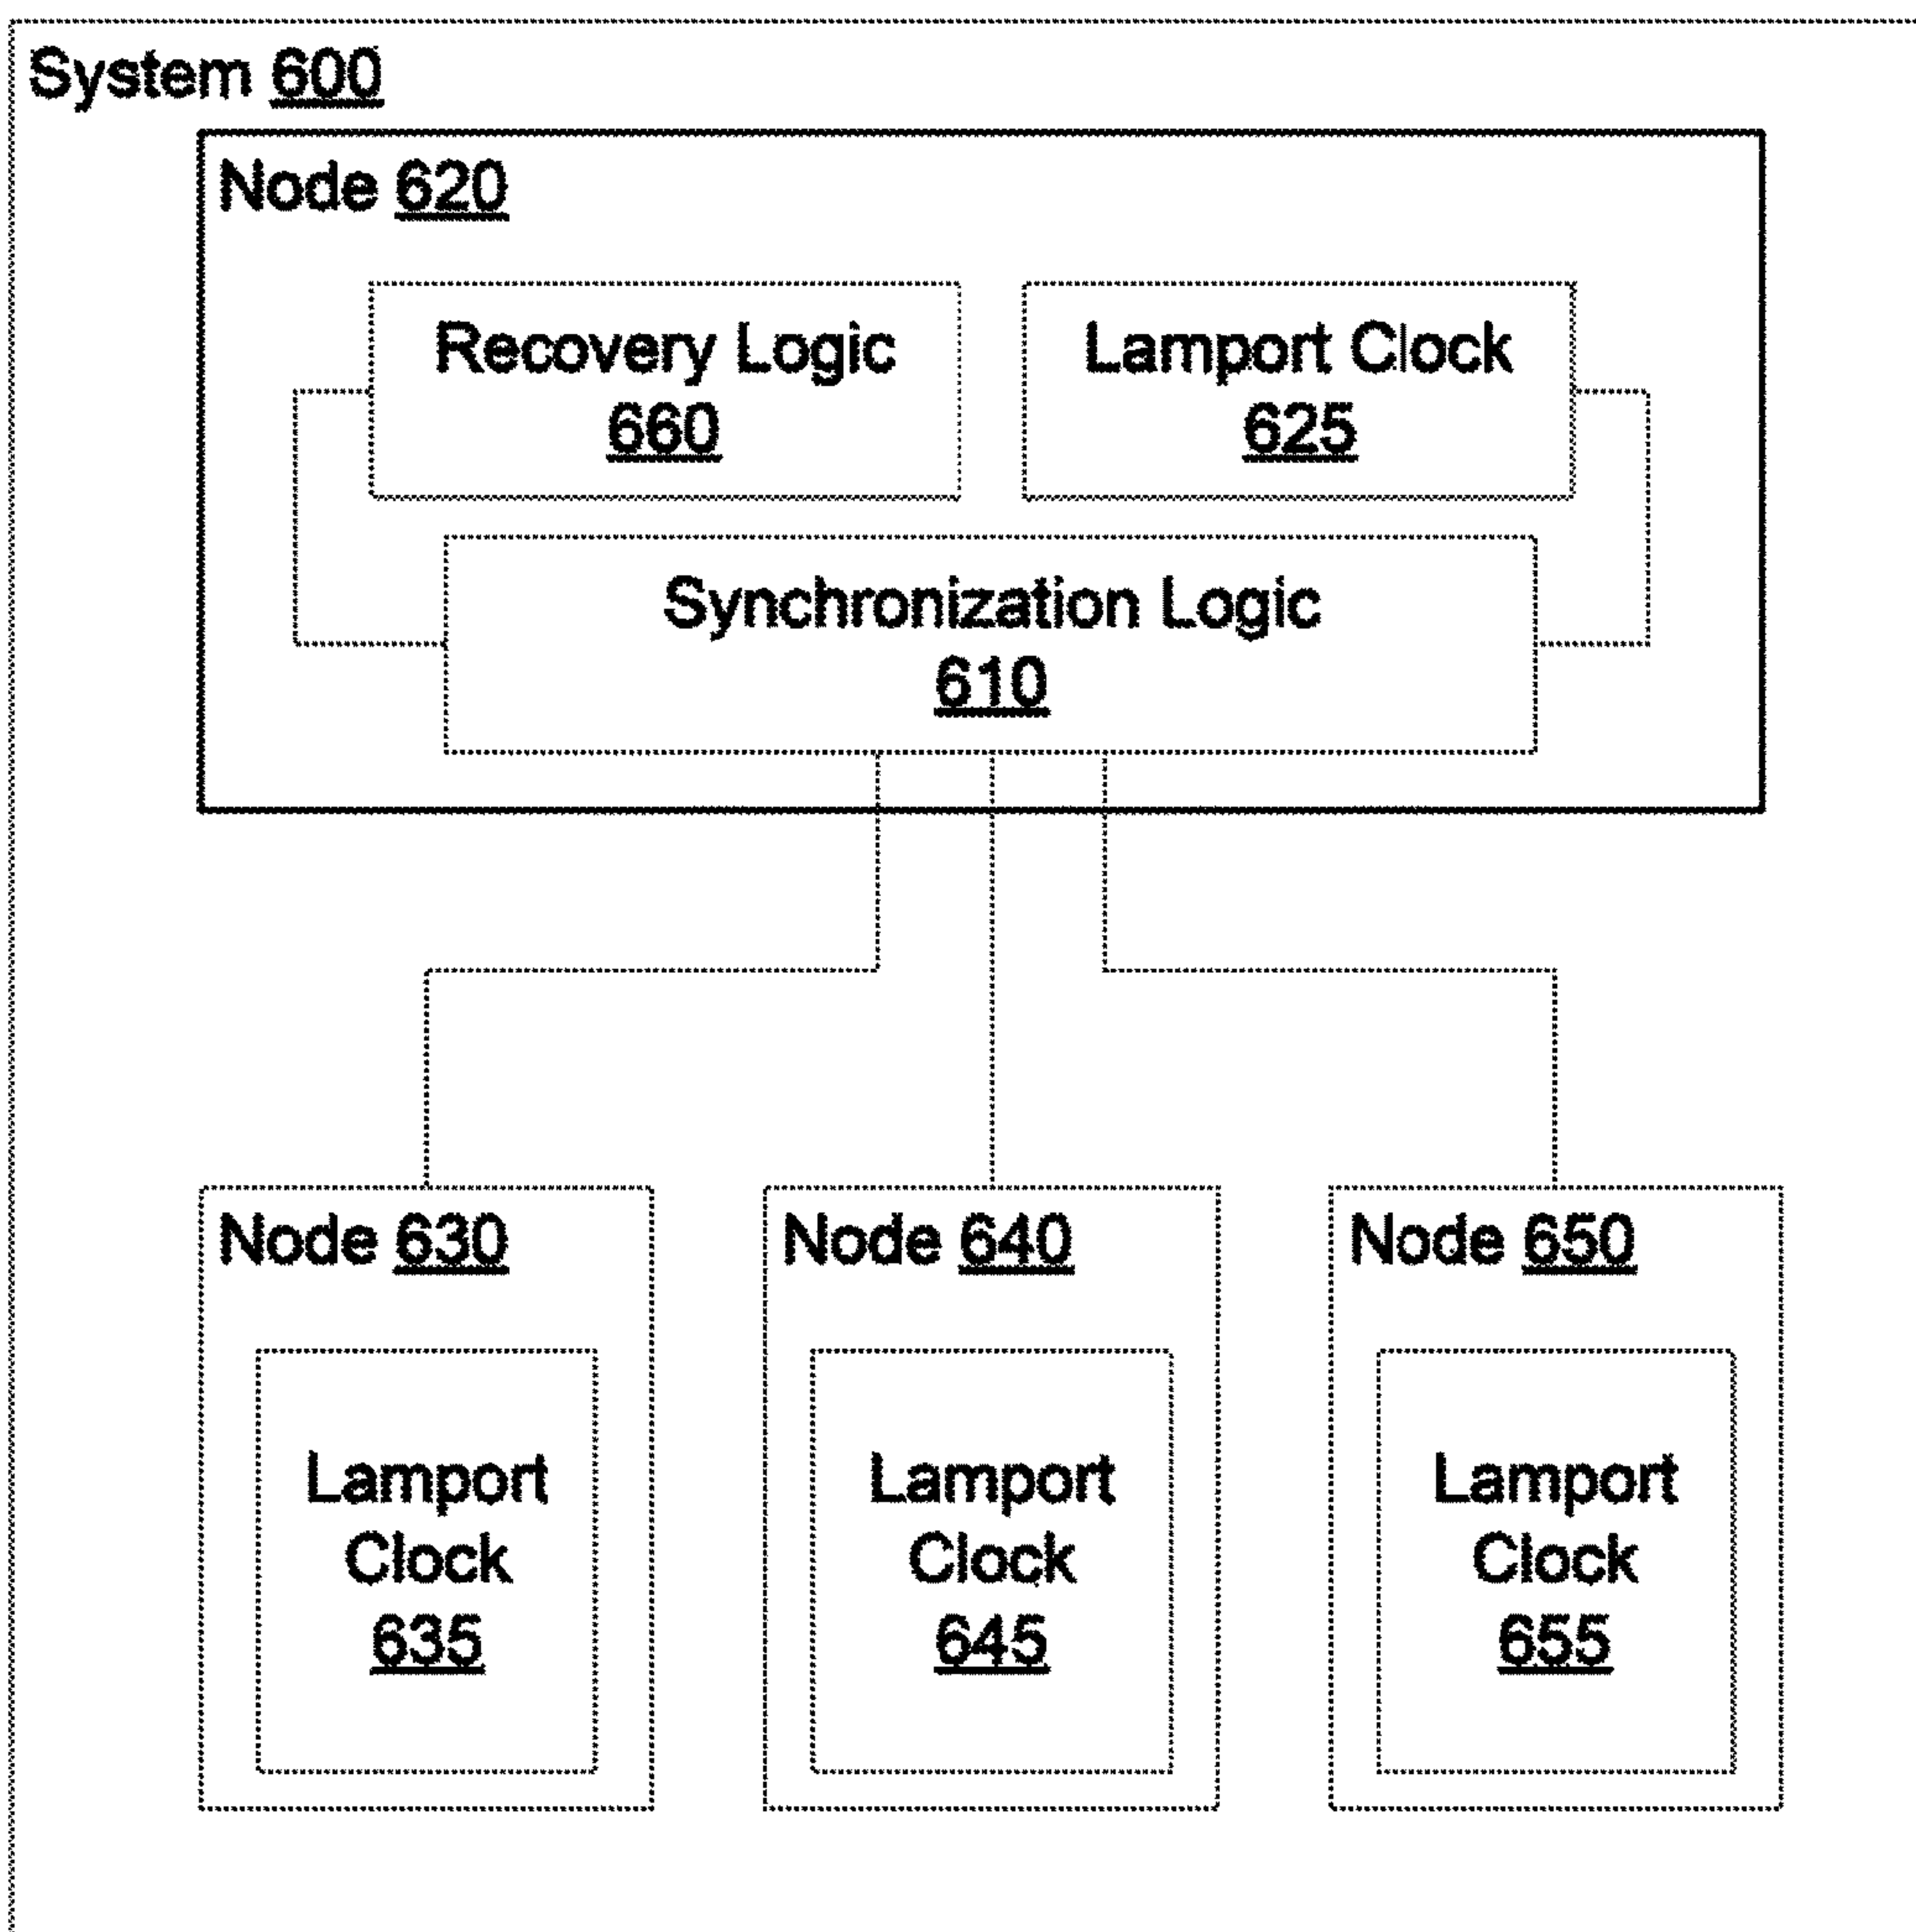 System 600
Node 620
Recovery Logic
660
Lamport Clock
625
Synchronization Logic
610
Node 630
Lamport
Clock
635
Node 640
Lamport
Clock
645
Node 650
Lamport
Clock
655